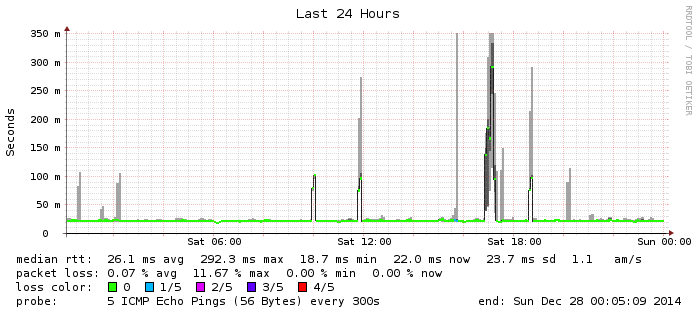 Last 24 Hours
RRDTOOL / TOBI OETIKER
Seconds
350 m
300 m
250 m
200 m
150 m
100 m
50 m
0
Sat 06:00 Sat 12:00 Sat 18:00 Sun 00:00
median rtt: 26.1 ms avg 292.3 ms max 18.7 ms min 22.0 ms now 23.7 ms sd 1.1 am/s
packet loss: 0.07 % avg 11.67 % max 0.00 % min 0.00 % now
loss color: 0 1/5 2/5 3/5 4/5
probe: 5 ICMP Echo Pings (56 Bytes) every 300s end: Sun Dec 28 00:05:09 2014